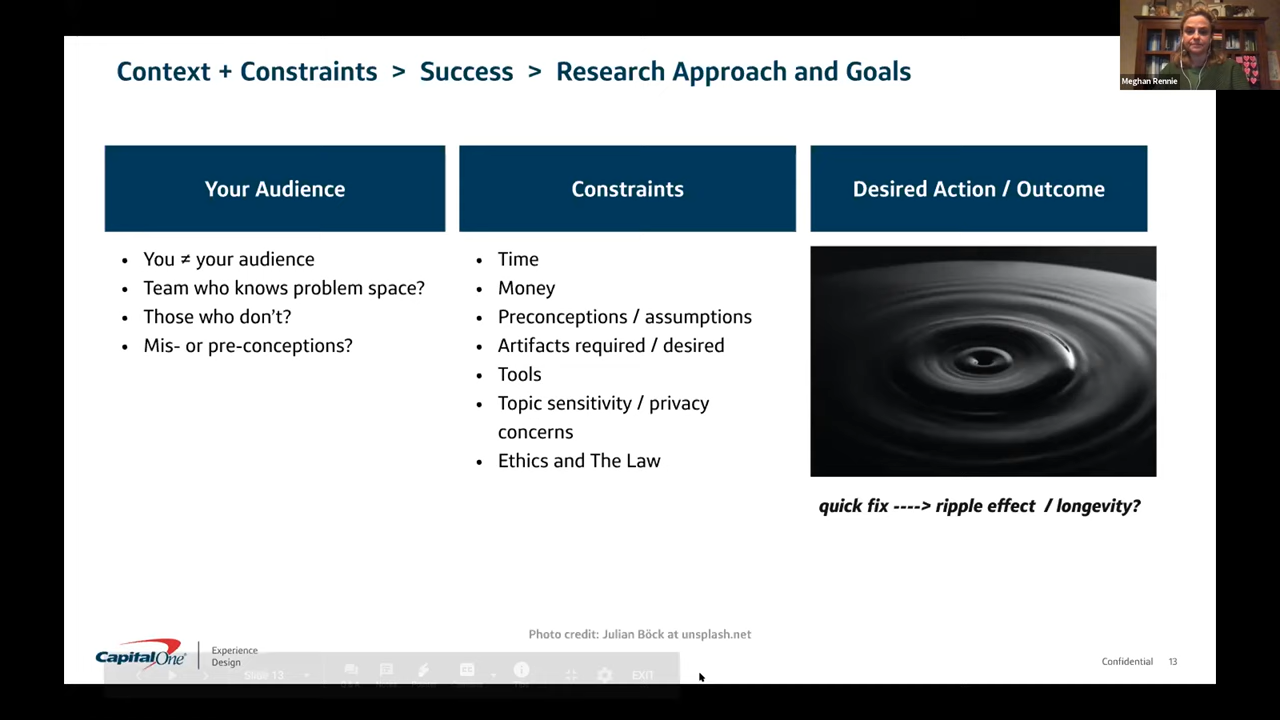 Meghan Rennie
Context + Constraints > Success > Research Approach and Goals
Your Audience
• You ≠ your audience
• Team who knows problem space?
• Those who don't?
• Mis- or pre-conceptions?
Constraints
• Time
• Money
• Preconceptions / assumptions
• Artifacts required / desired
• Tools
• Topic sensitivity / privacy
concerns
• Ethics and The Law
Desired Action / Outcome
quick fix ----> ripple effect / longevity?
Photo credit: Julian Böck at unsplash.net
Capital One
Experience
Design
Confidential 13
Slide 13
EXIT